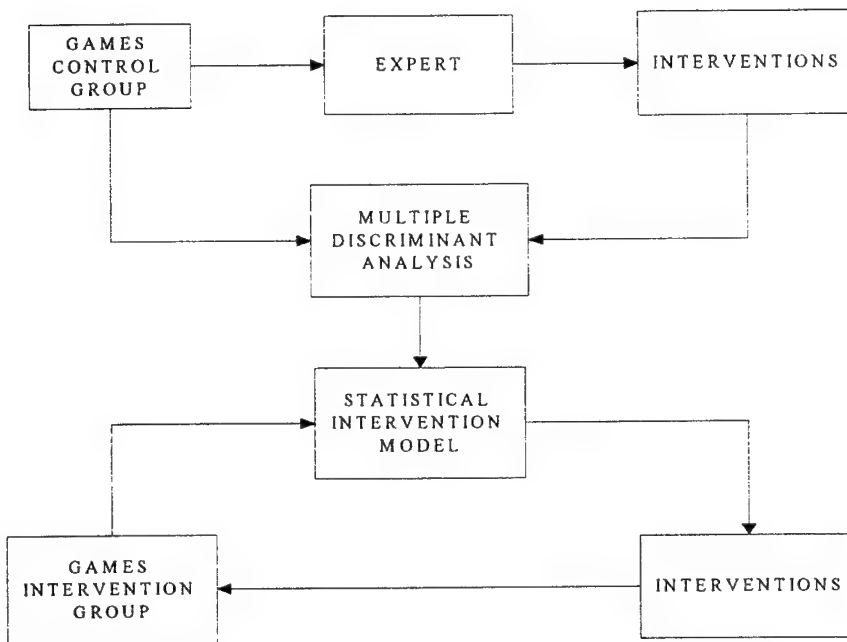 GAMES
CONTROL
GROUP
EXPERT
INTERVENTIONS
MULTIPLE
DISCRIMINANT
ANALYSIS
STATISTICAL
INTERVENTION
MODEL
GAMES
INTERVENTION
GROUP
INTERVENTIONS